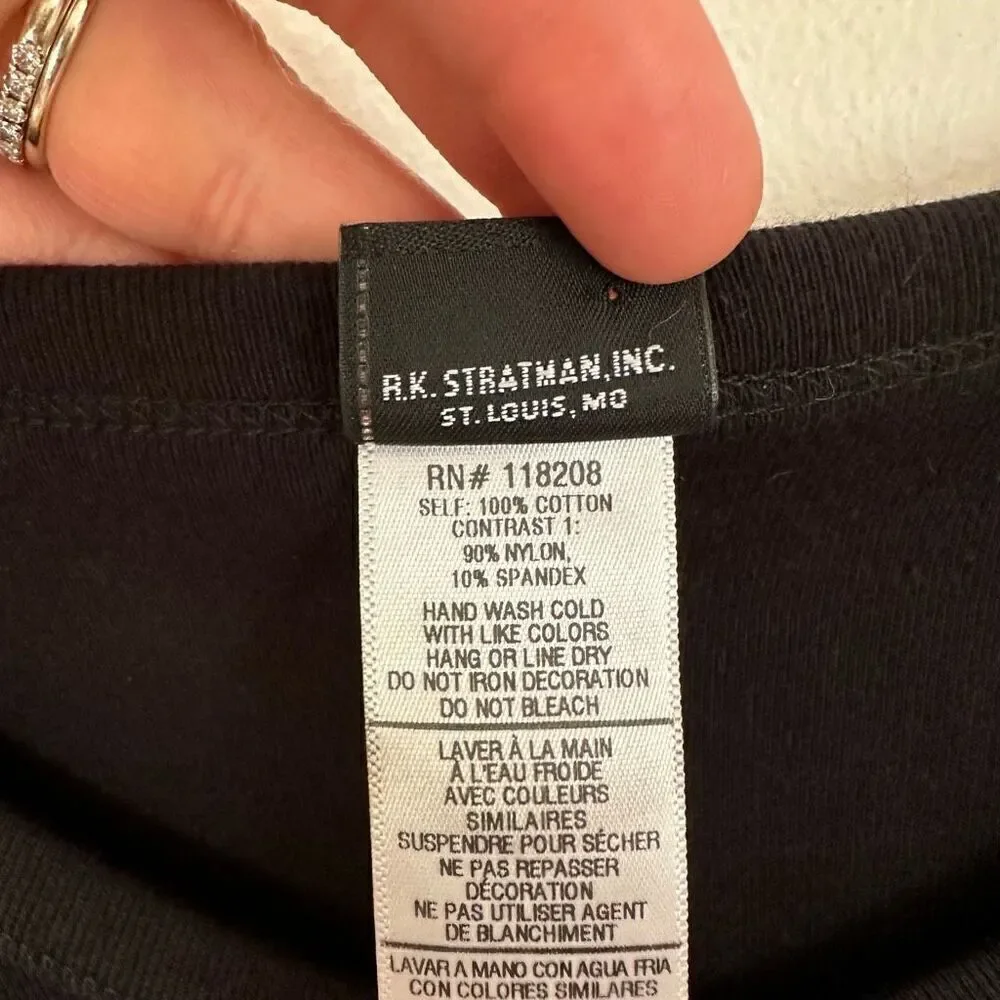 R.K. STRATMAN, INC.
ST. LOUIS, MO
RN# 118208
SELF: 100% COTTON
CONTRAST 1:
90% NYLON,
10% SPANDEX
HAND WASH COLD
WITH LIKE COLORS
HANG OR LINE DRY
DO NOT IRON DECORATION
DO NOT BLEACH
LAVER À LA MAIN
À L'EAU FROIDE
AVEC COULEURS
SIMILAIRES
SUSPENDRE POUR SÉCHER
NE PAS REPASSER
DÉCORATION
NE PAS UTILISER AGENT
DE BLANCHIMENT
LAVAR A MANO CON AGUA FRIA
CON COLORES SIMILARES